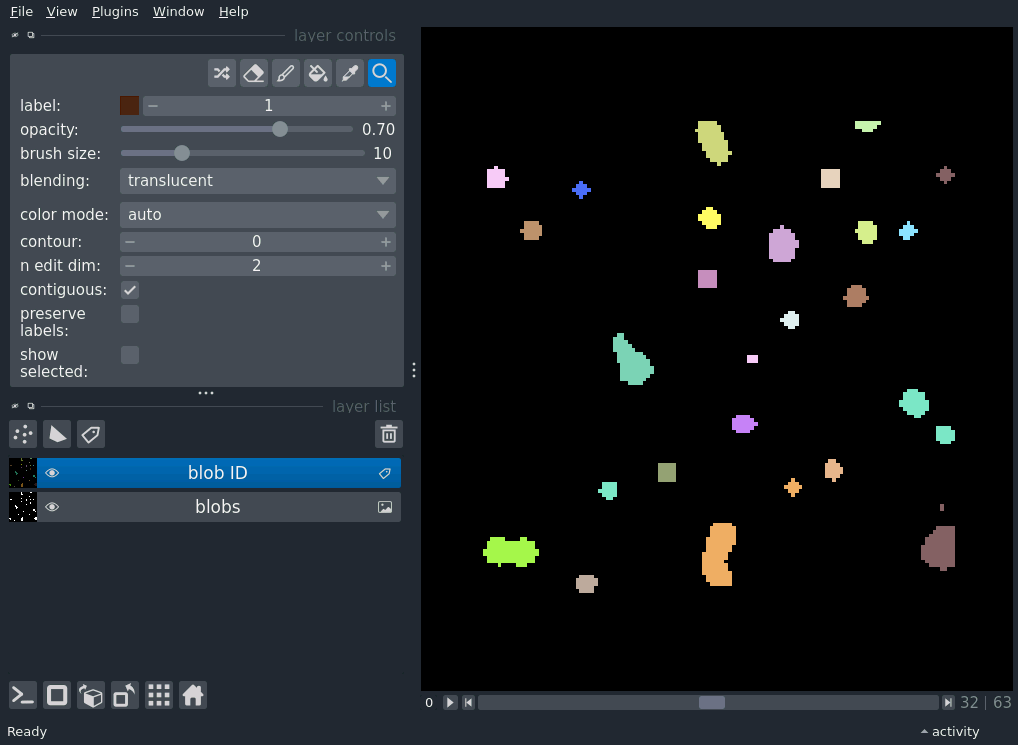 File View Plugins Window Help
layer controls
label: 1
opacity: 0.70
brush size: 10
blending: translucent
color mode: auto
contour: 0
n edit dim: 2
contiguous:
preserve
labels:
show
selected:
layer list
blob ID
blobs
0 32 | 63
Ready activity